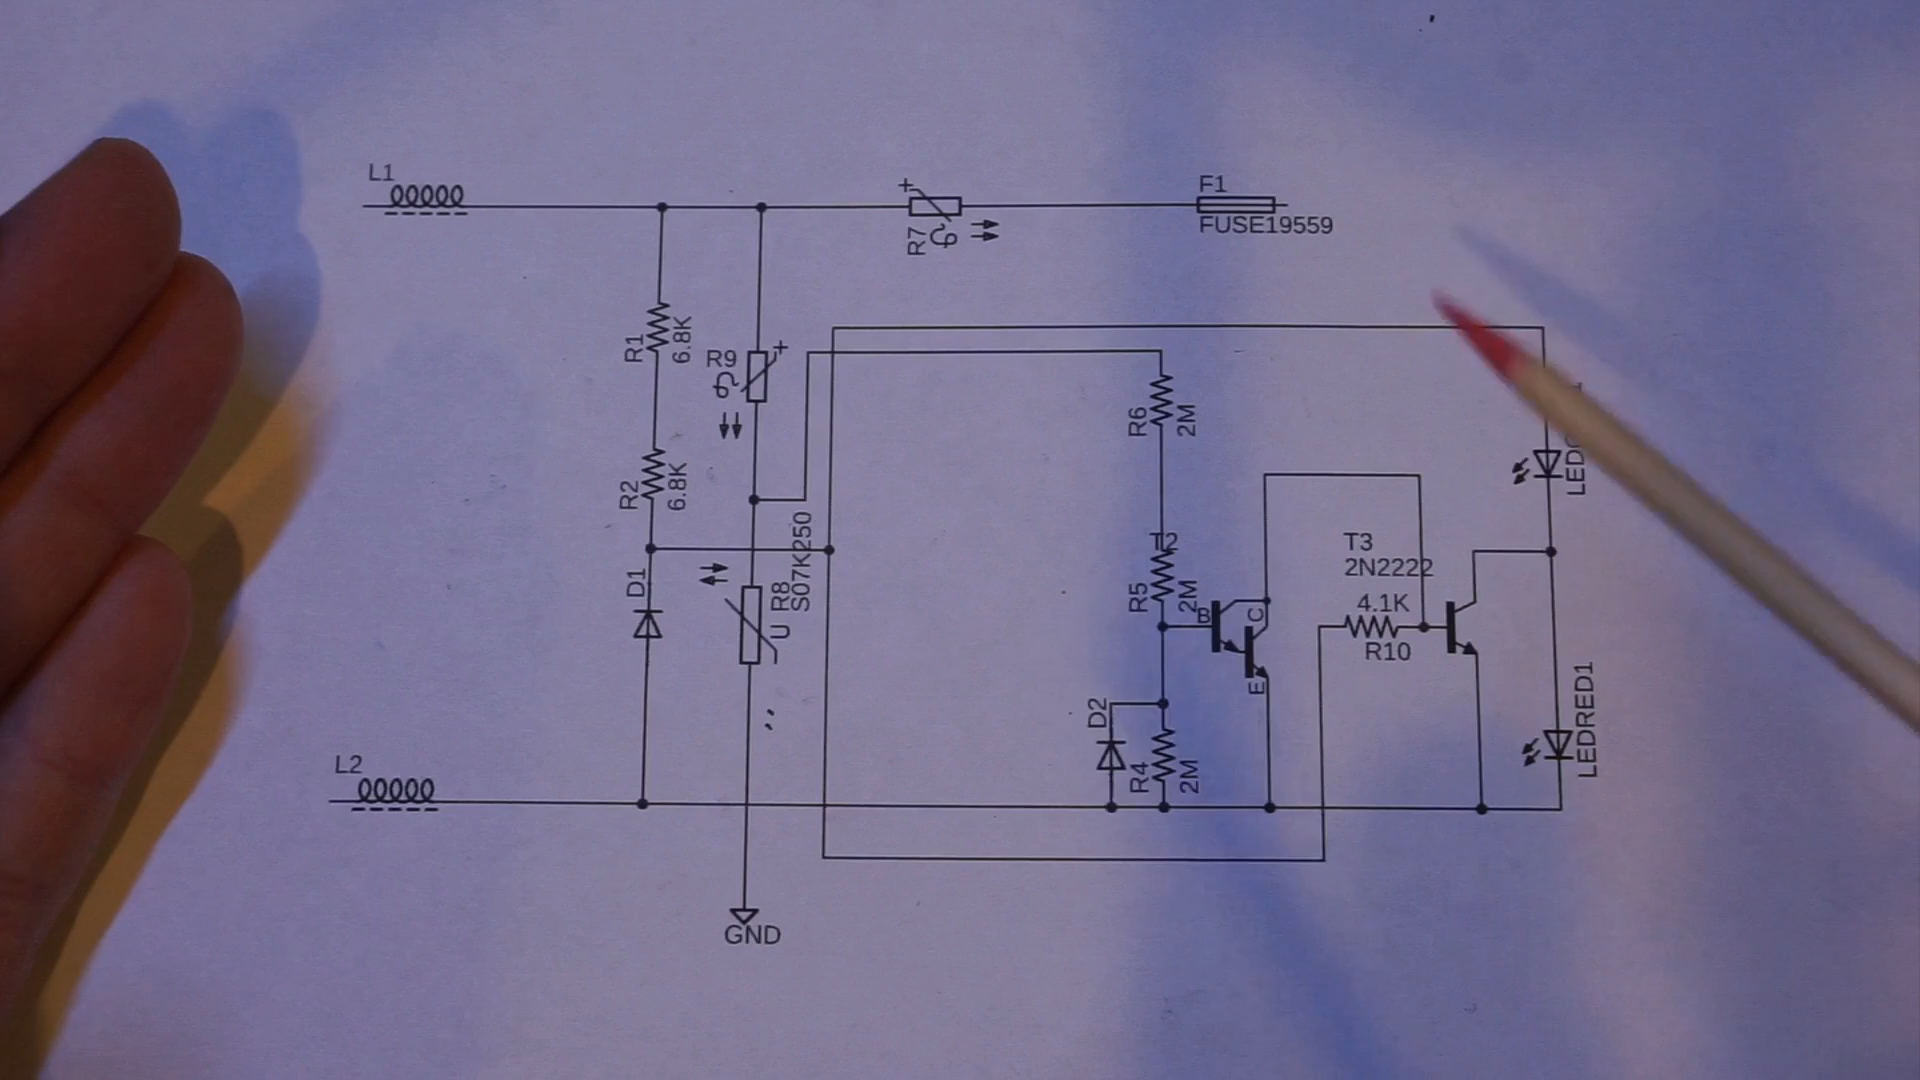 L1
F1
FUSE19559
R7
R1
6.8K
R9
R6
2M
R2
6.8K
S07K250
T2
T3
2N2222
D1
R8
U
R5
2M
B
C
4.1K
R10
E
D2
R4
2M
LEDRED1
L2
GND